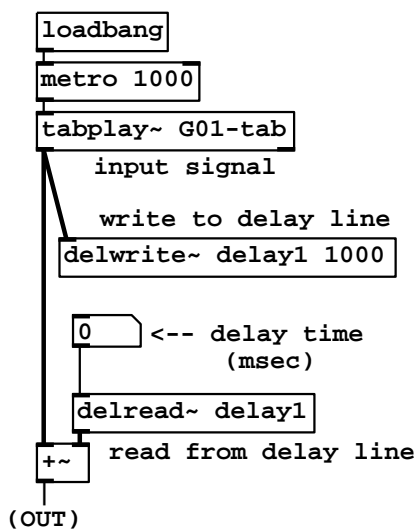 loadbang
metro 1000
tabplay~ G01-tab
input signal
write to delay line
delwrite~ delay1 1000
0
<-- delay time
(msec)
delread~ delay1
+~
read from delay line
(OUT)